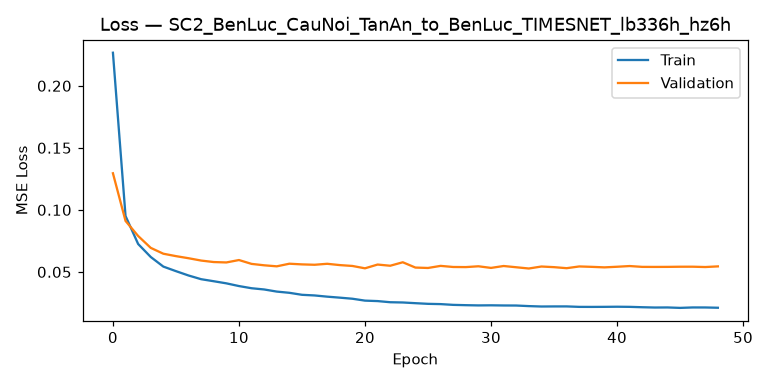 Loss — SC2_BenLuc_CauNoi_TanAn_to_BenLuc_TIMESNET_lb336h_hz6h
Train
Validation
MSE Loss
0.20
0.15
0.10
0.05
0 10 20 30 40 50
Epoch